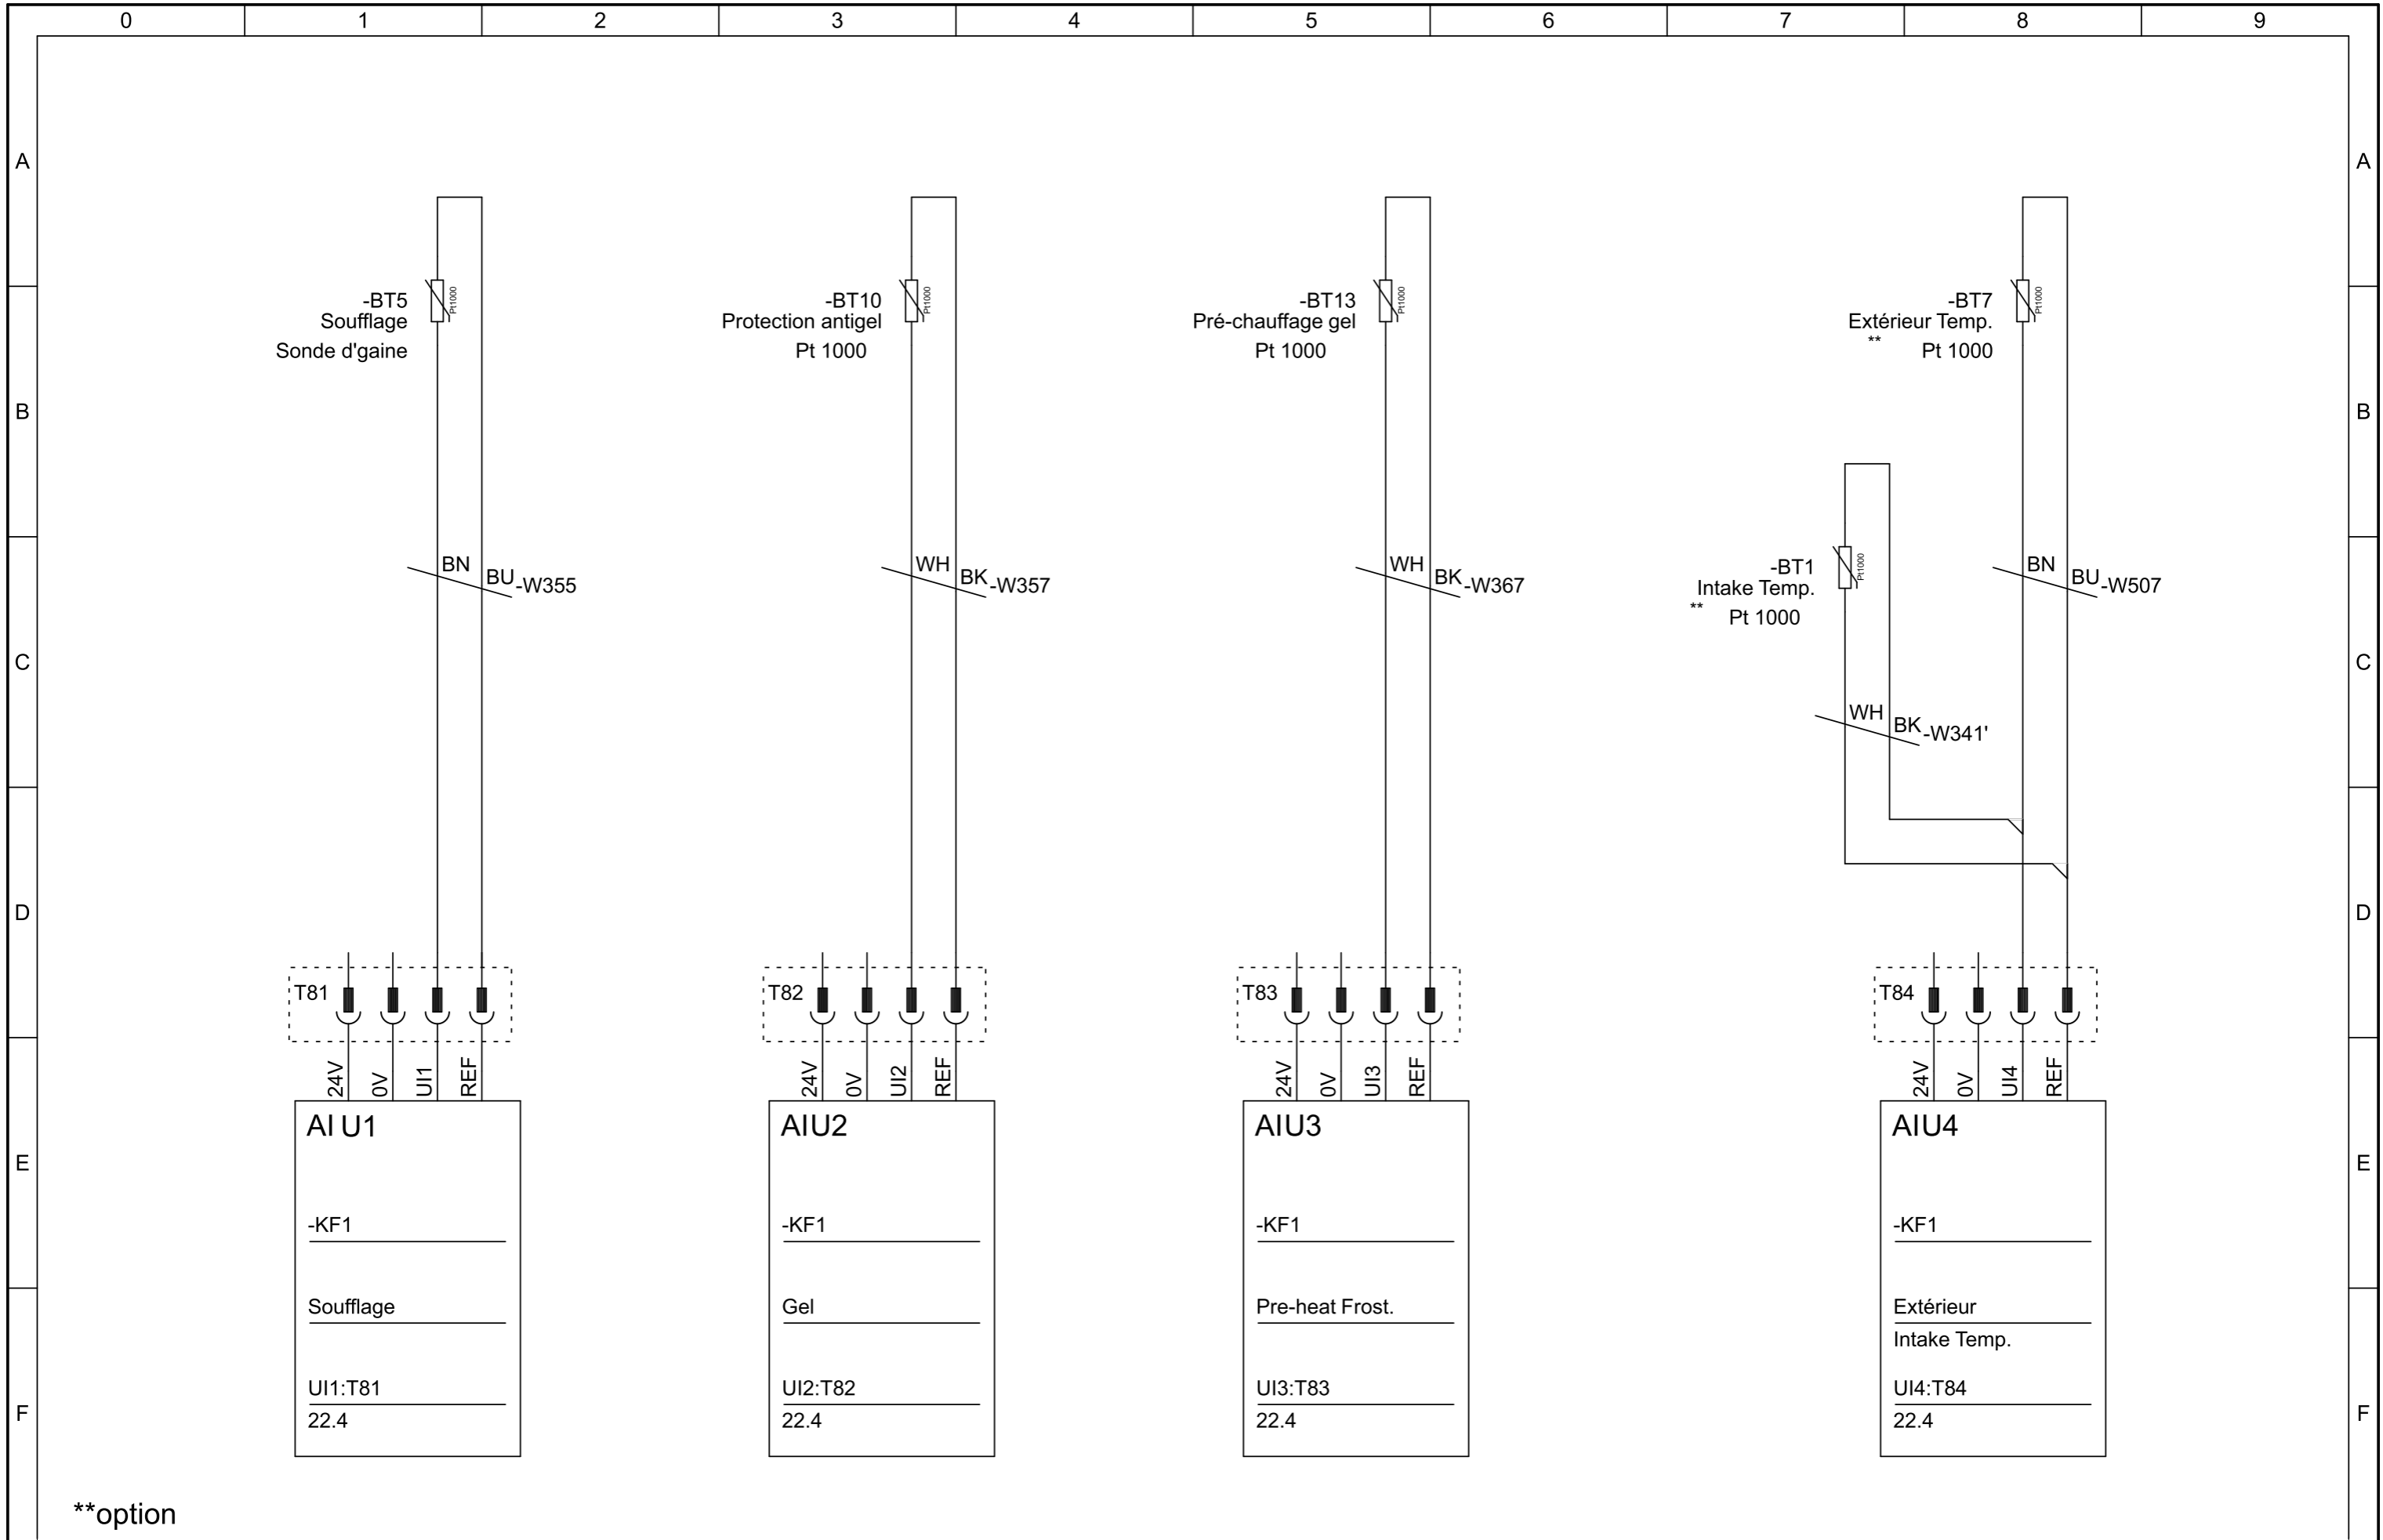 0 1 2 3 4 5 6 7 8 9
A A
-BT5
Soufflage
Sonde d'gaine
Pt1000
-BT10
Protection antigel
Pt 1000
Pt1000
-BT13
Pré-chauffage gel
Pt 1000
Pt1000
-BT7
Extérieur Temp.
** Pt 1000
Pt1000
B B
BN BU -W355
WH BK -W357
WH BK -W367
-BT1
Intake Temp.
** Pt 1000
Pt1000
BN BU -W507
C C
WH BK -W341'
D D
T81
T82
T83
T84
24V 0V UI1 REF
24V 0V UI2 REF
24V 0V UI3 REF
24V 0V UI4 REF
E E
AI U1
-KF1
Soufflage
UI1:T81
22.4
AIU2
-KF1
Gel
UI2:T82
22.4
AIU3
-KF1
Pre-heat Frost.
UI3:T83
22.4
AIU4
-KF1
Extérieur
Intake Temp.
UI4:T84
22.4
F F
**option